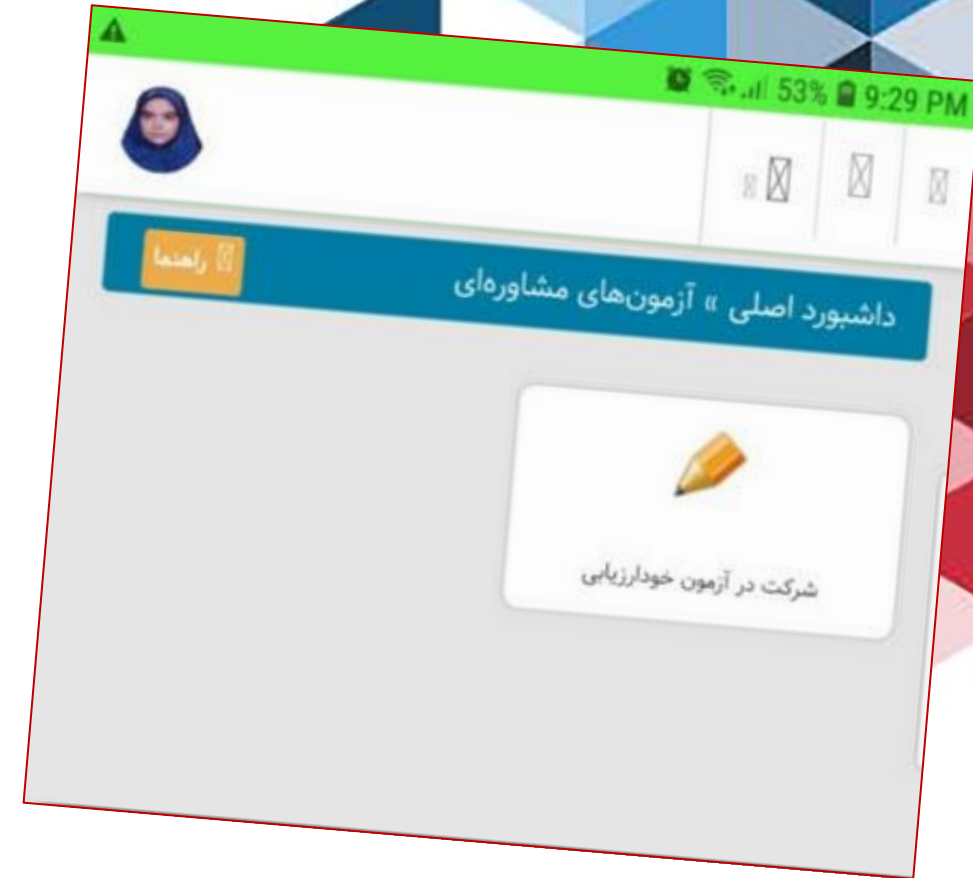 53% 9:29 PM
داشبورد اصلی » آزمون‌های مشاوره‌ای
راهنما
شرکت در آزمون خودارزیابی